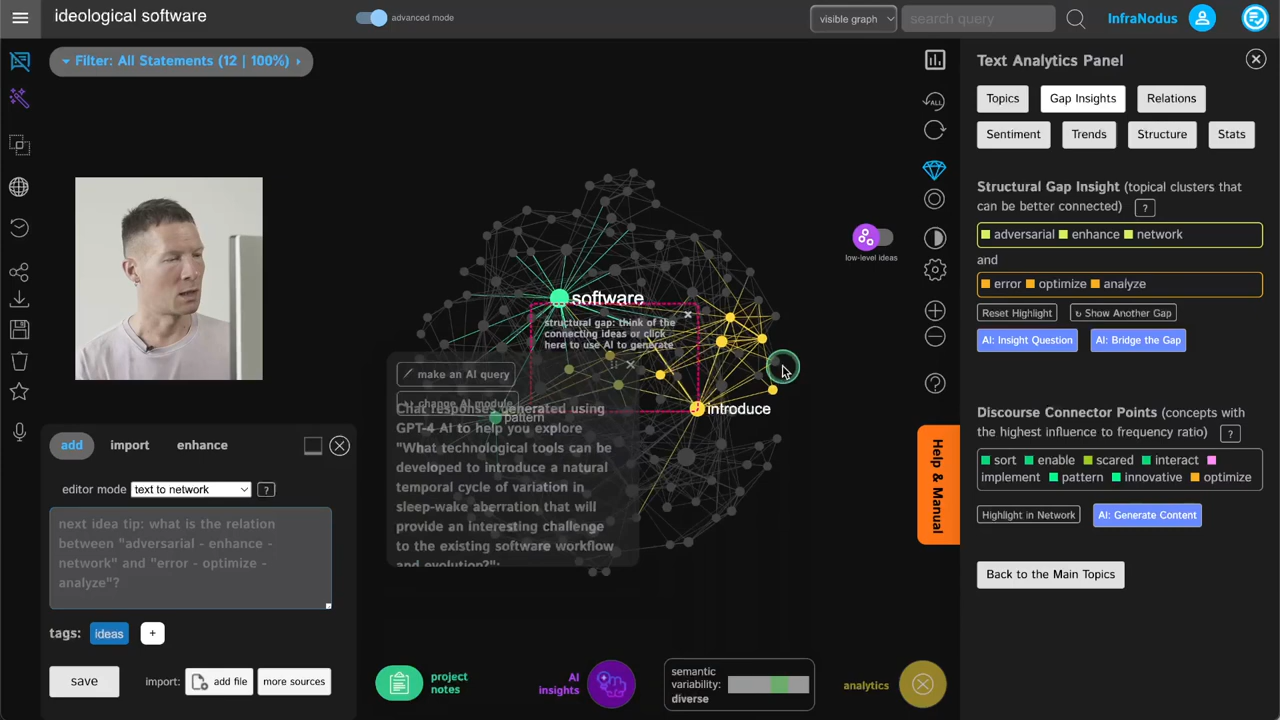 ideological software
advanced mode
visible graph
search query
InfraNodus
Filter: All Statements (12 | 100%)
Text Analytics Panel
Topics
Gap Insights
Relations
Sentiment
Trends
Structure
Stats
ALL
low-level ideas
Structural Gap Insight (topical clusters that
can be better connected) ?
adversarial enhance network
and
error optimize analyze
Reset Highlight
↻ Show Another Gap
AI: Insight Question
AI: Bridge the Gap
Discourse Connector Points (concepts with
the highest influence to frequency ratio) ?
sort enable scared interact
implement pattern innovative optimize
Highlight in Network
AI: Generate Content
Back to the Main Topics
Help & Manual
software
structural gap: think of the
connecting ideas or click
here to use AI to generate
introduce
pattern
make an AI query
change AI module
Chat responses generated using
GPT-4 AI to help you explore
"What technological tools can be
developed to introduce a natural
temporal cycle of variation in
sleep-wake aberration that will
provide an interesting challenge
to the existing software workflow
and evolution?":
add
import
enhance
editor mode
text to network
?
next idea tip: what is the relation
between "adversarial - enhance -
network" and "error - optimize -
analyze"?
tags:
ideas
+
save
import:
add file
more sources
project
notes
AI
insights
semantic
variability:
diverse
analytics